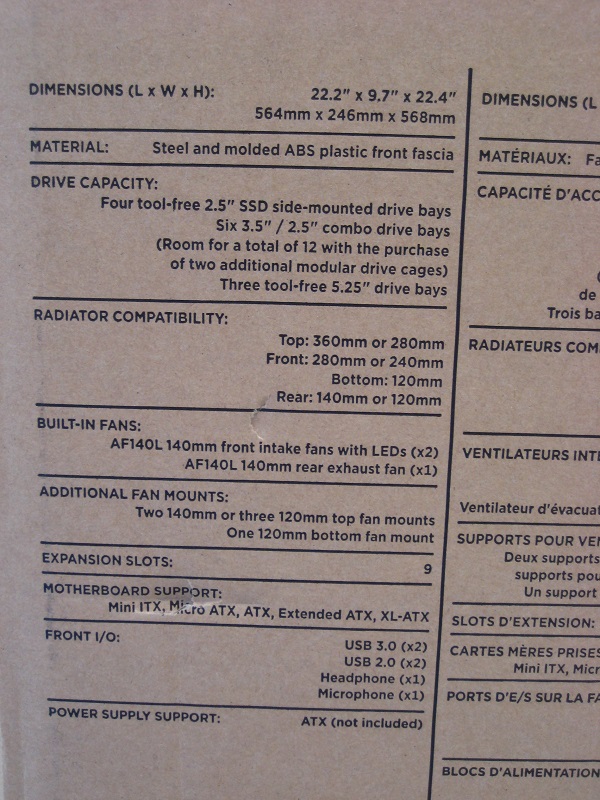 DIMENSIONS (L x W x H): 22.2" x 9.7" x 22.4"
564mm x 246mm x 568mm
MATERIAL: Steel and molded ABS plastic front fascia
DRIVE CAPACITY:
Four tool-free 2.5" SSD side-mounted drive bays
Six 3.5" / 2.5" combo drive bays
(Room for a total of 12 with the purchase
of two additional modular drive cages)
Three tool-free 5.25" drive bays
RADIATOR COMPATIBILITY:
Top: 360mm or 280mm
Front: 280mm or 240mm
Bottom: 120mm
Rear: 140mm or 120mm
BUILT-IN FANS:
AF140L 140mm front intake fans with LEDs (x2)
AF140L 140mm rear exhaust fan (x1)
ADDITIONAL FAN MOUNTS:
Two 140mm or three 120mm top fan mounts
One 120mm bottom fan mount
EXPANSION SLOTS: 9
MOTHERBOARD SUPPORT:
Mini ITX, Micro ATX, ATX, Extended ATX, XL-ATX
FRONT I/O:
USB 3.0 (x2)
USB 2.0 (x2)
Headphone (x1)
Microphone (x1)
POWER SUPPLY SUPPORT: ATX (not included)
DIMENSIONS (L
MATÉRIAUX: Fa
CAPACITÉ D'ACC
(
de
Trois ba
RADIATEURS COM
VENTILATEURS INTÉ
Ventilateur d'évacuat
SUPPORTS POUR VEN
Deux supports
supports pou
Un support
SLOTS D'EXTENSION:
CARTES MÈRES PRISES
Mini ITX, Micr
PORTS D'E/S SUR LA FA
BLOCS D'ALIMENTATION